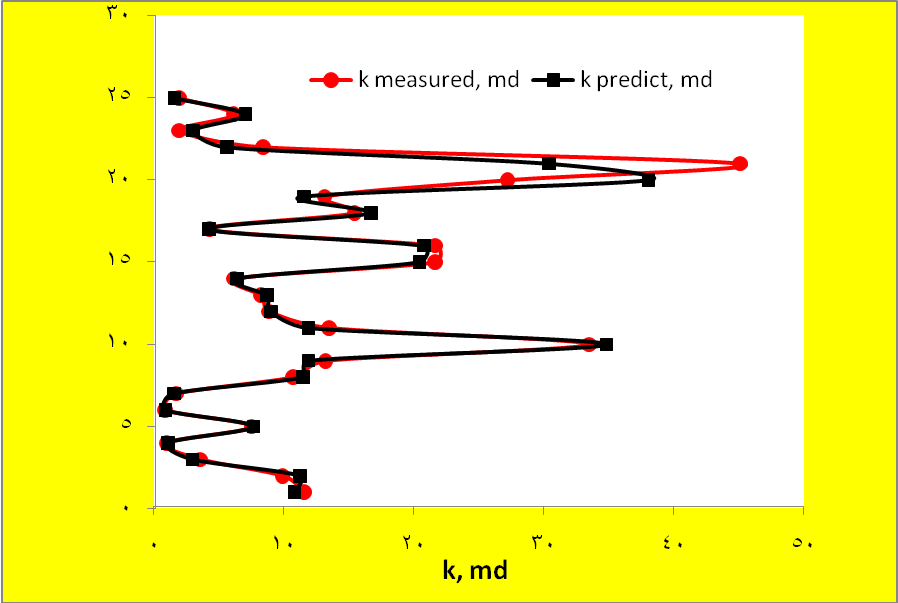 ٣٠
k measured, md k predict, md
٢٥
٢٠
١٥
١٠
٥
٠
٠ ١٠ ٢٠ ٣٠ ٤٠ ٥٠
k, md